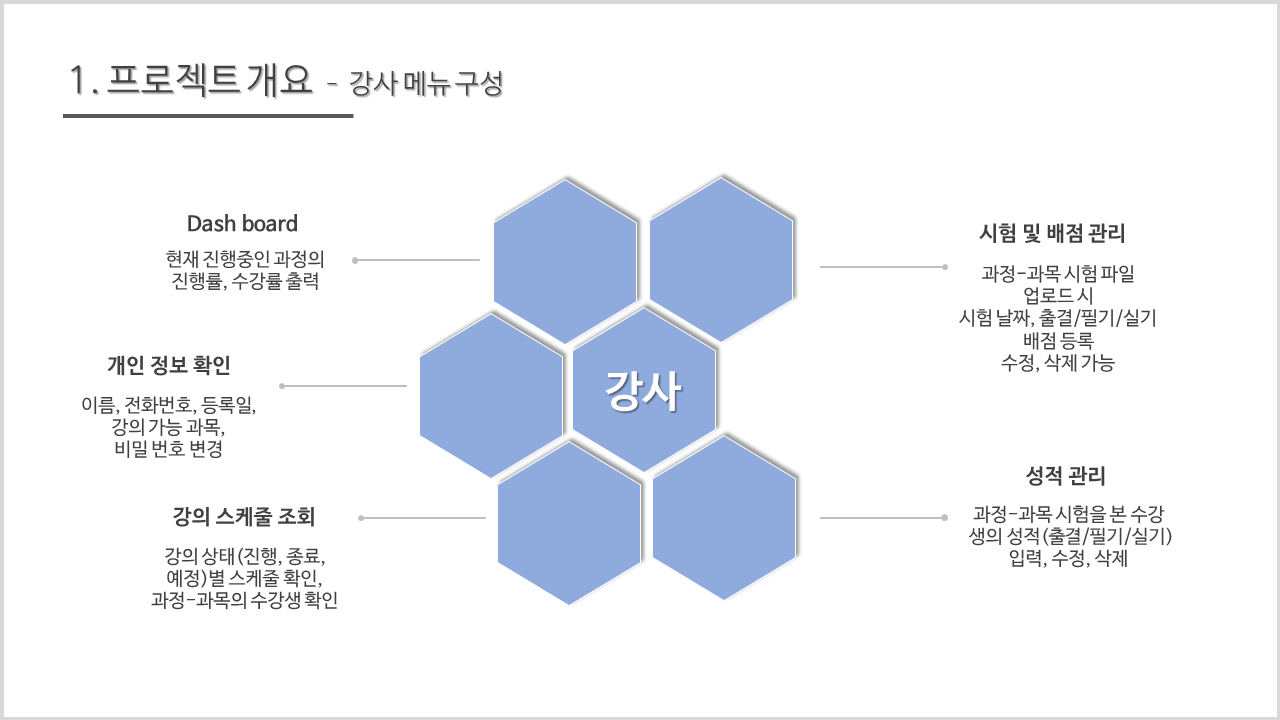 1. 프로젝트 개요 - 강사 메뉴 구성
Dash board
현재 진행중인 과정의
진행률, 수강률 출력
개인 정보 확인
이름, 전화번호, 등록일,
강의 가능 과목,
비밀 번호 변경
강의 스케줄 조회
강의 상태(진행, 종료,
예정)별 스케줄 확인,
과정-과목의 수강생 확인
강사
시험 및 배점 관리
과정-과목 시험 파일
업로드 시
시험 날짜, 출결/필기/실기
배점 등록
수정, 삭제 가능
성적 관리
과정-과목 시험을 본 수강
생의 성적(출결/필기/실기)
입력, 수정, 삭제